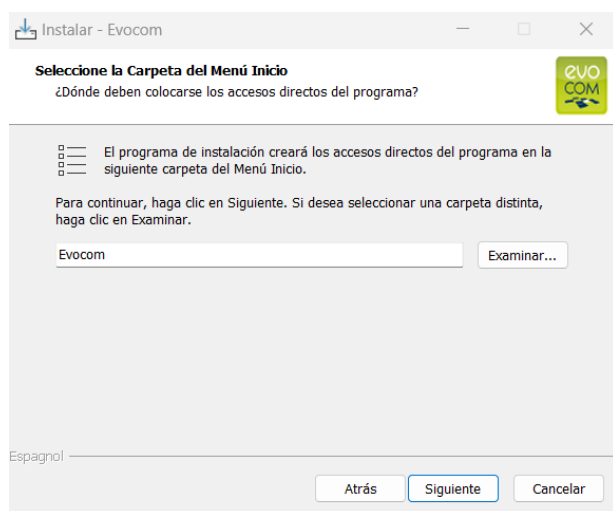 Instalar - Evocom
Seleccione la Carpeta del Menú Inicio
¿Dónde deben colocarse los accesos directos del programa?
evo
COM
El programa de instalación creará los accesos directos del programa en la
siguiente carpeta del Menú Inicio.
Para continuar, haga clic en Siguiente. Si desea seleccionar una carpeta distinta,
haga clic en Examinar.
Evocom
Examinar...
Espagnol
Atrás
Siguiente
Cancelar